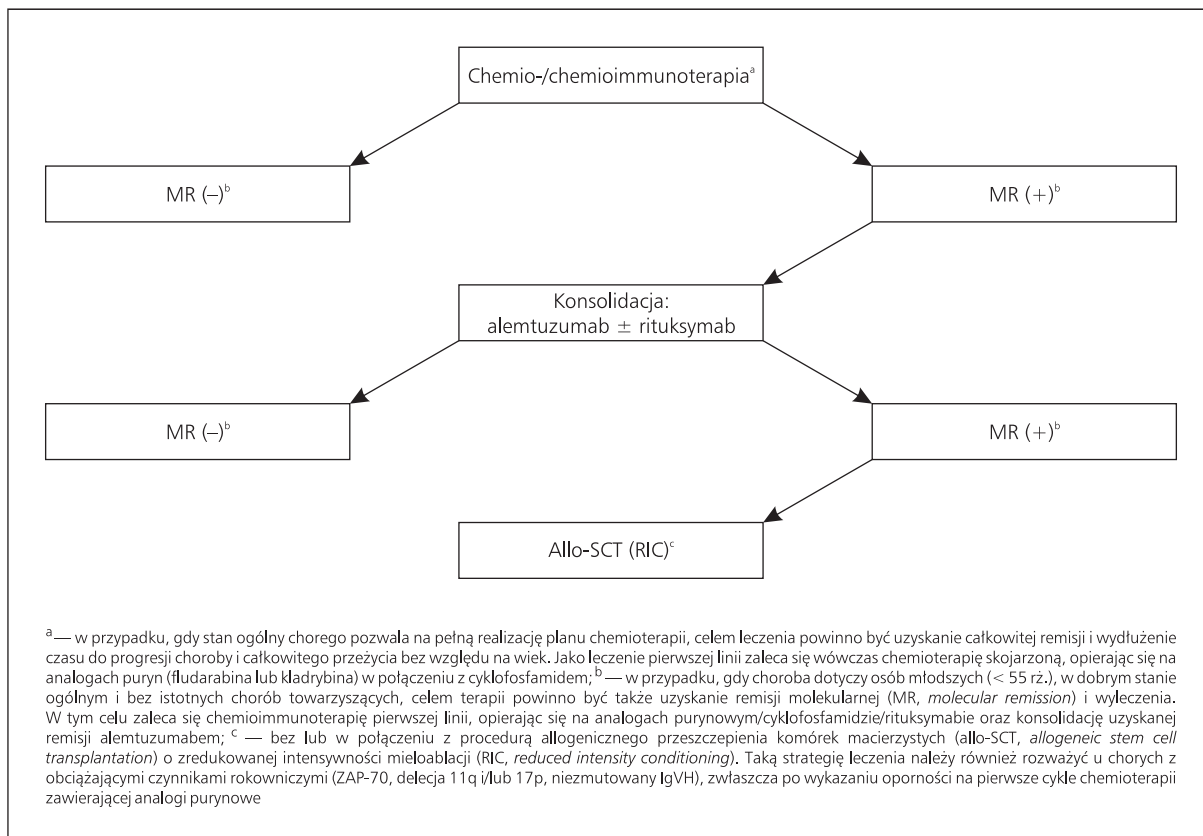 Chemio-/chemioimmunoterapiaᵃ
MR (–)ᵇ
MR (+)ᵇ
Konsolidacja:
alemtuzumab ± rituksymab
MR (–)ᵇ
MR (+)ᵇ
Allo-SCT (RIC)ᶜ
ᵃ— w przypadku, gdy stan ogólny chorego pozwala na pełną realizację planu chemioterapii, celem leczenia powinno być uzyskanie całkowitej remisji i wydłużenie
czasu do progresji choroby i całkowitego przeżycia bez względu na wiek. Jako leczenie pierwszej linii zaleca się wówczas chemioterapię skojarzoną, opierając się na
analogach puryn (fludarabina lub kladrybina) w połączeniu z cyklofosfamidem; ᵇ— w przypadku, gdy choroba dotyczy osób młodszych (< 55 rż.), w dobrym stanie
ogólnym i bez istotnych chorób towarzyszących, celem terapii powinno być także uzyskanie remisji molekularnej (MR, molecular remission) i wyleczenia.
W tym celu zaleca się chemioimmunoterapię pierwszej linii, opierając się na analogach purynowym/cyklofosfamidzie/rituksymabie oraz konsolidację uzyskanej
remisji alemtuzumabem; ᶜ — bez lub w połączeniu z procedurą allogenicznego przeszczepienia komórek macierzystych (allo-SCT, allogeneic stem cell
transplantation) o zredukowanej intensywności mieloablacji (RIC, reduced intensity conditioning). Taką strategię leczenia należy również rozważyć u chorych z
obciążającymi czynnikami rokowniczymi (ZAP-70, delecja 11q i/lub 17p, niezmutowany IgVH), zwłaszcza po wykazaniu oporności na pierwsze cykle chemioterapii
zawierającej analogi purynowe